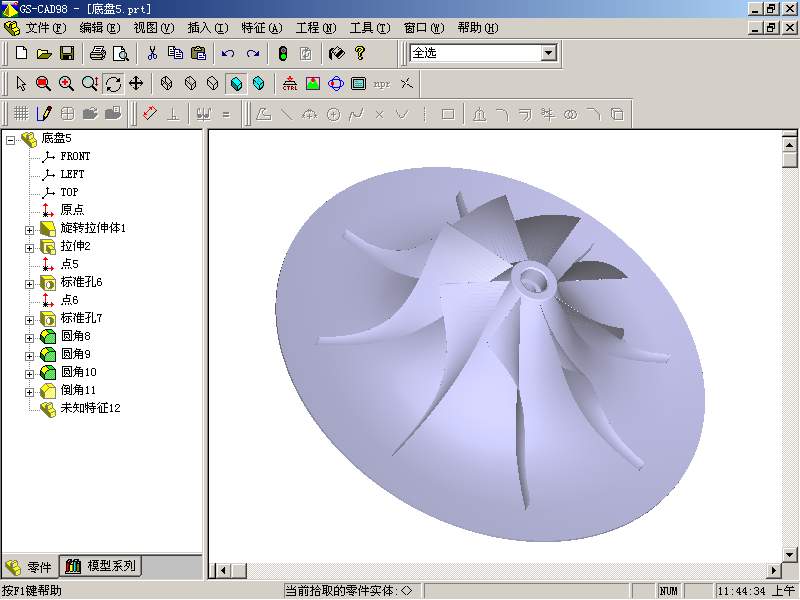 GS-CAD98 - [底盘5.prt]
文件(F) 编辑(E) 视图(V) 插入(I) 特征(A) 工程(N) 工具(T) 窗口(W) 帮助(H)
全选
CTRL npr
底盘5
FRONT
LEFT
TOP
原点
旋转拉伸体1
拉伸2
点5
标准孔6
点6
标准孔7
圆角8
圆角9
圆角10
倒角11
未知特征12
零件 模型系列
按F1键帮助 当前拾取的零件实体:◇ NUM 11:44:34 上午